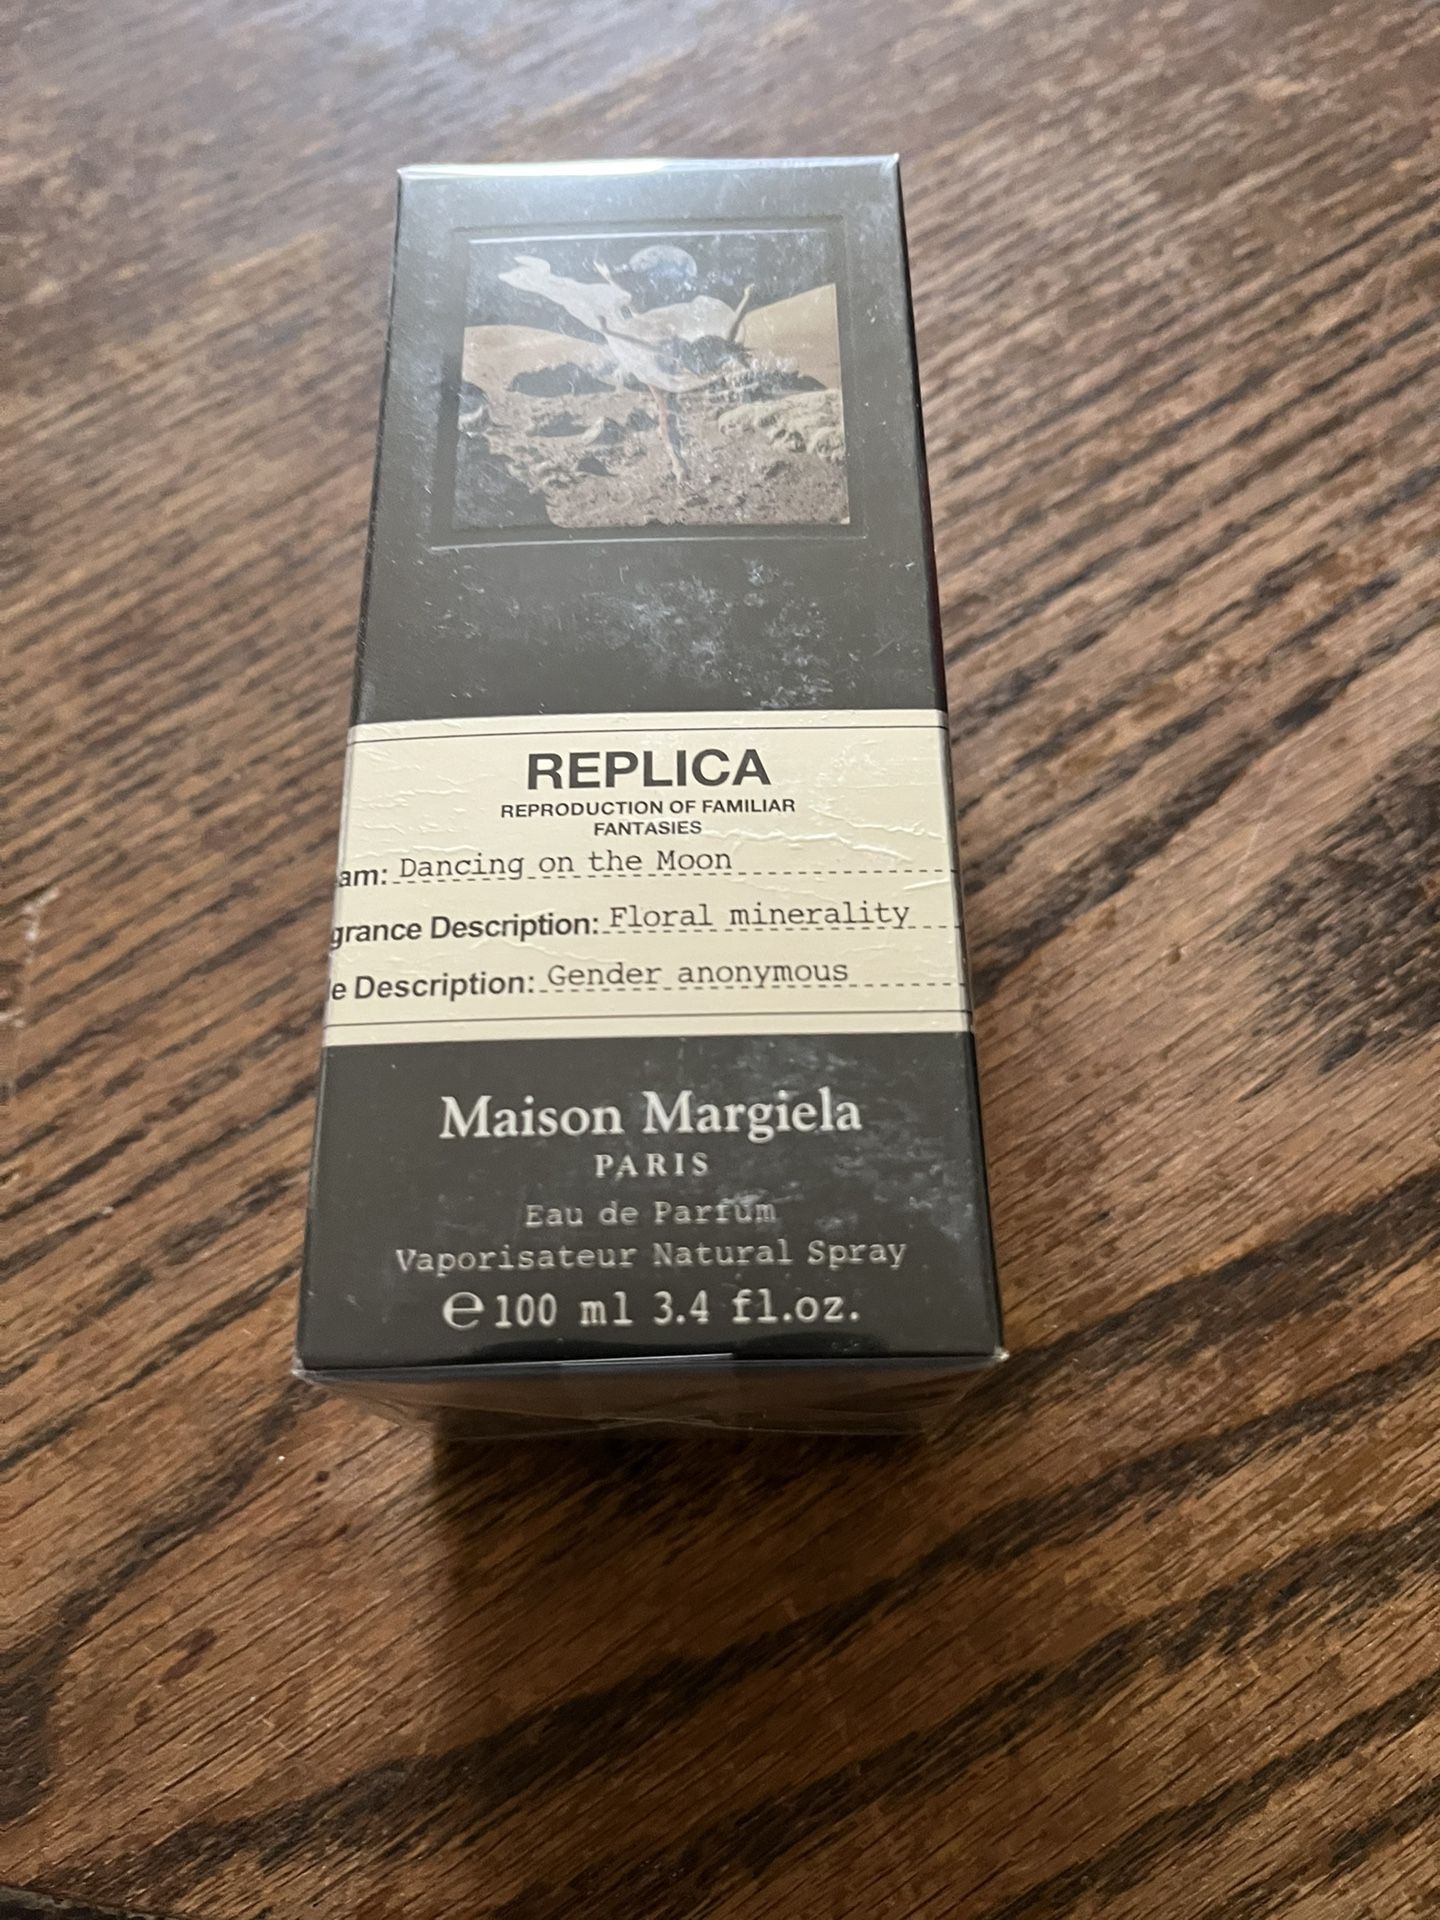 REPLICA
REPRODUCTION OF FAMILIAR
FANTASIES
am: Dancing on the Moon
grance Description: Floral minerality
e Description: Gender anonymous
Maison Margiela
PARIS
Eau de Parfum
Vaporisateur Natural Spray
℮ 100 ml 3.4 fl.oz.